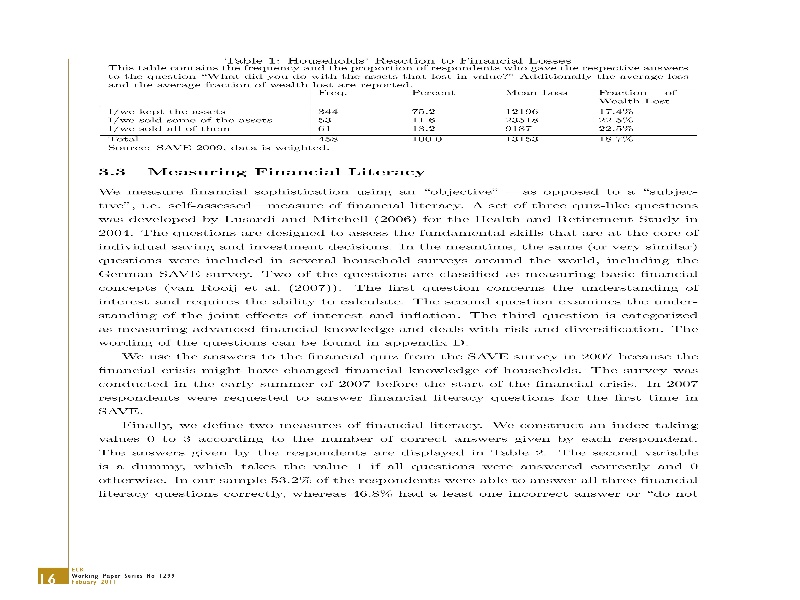 Table 1: Households' Reaction to Financial Losses
This table contains the frequency and the proportion of respondents who gave the respective answers
to the question "What did you do with the assets that lost in value?" Additionally the average loss
and the average fraction of wealth lost are reported.
Freq. Percent Mean Loss Fraction of
Wealth Lost
I/we kept the assets 344 75.2 12196 17.4%
I/we sold some of the assets 53 11.6 23518 22.5%
I/we sold all of them 61 13.2 9187 22.5%
Total 458 100.0 13153 18.7%
Source: SAVE 2009, data is weighted.
3.3 Measuring Financial Literacy
We measure financial sophistication using an "objective" – as opposed to a "subjec-
tive", i.e. self-assessed – measure of financial literacy. A set of three quiz-like questions
was developed by Lusardi and Mitchell (2006) for the Health and Retirement Study in
2004. The questions are designed to assess the fundamental skills that are at the core of
individual saving and investment decisions. In the meantime, the same (or very similar)
questions were included in several household surveys around the world, including the
German SAVE survey. Two of the questions are classified as measuring basic financial
concepts (van Rooij et al. (2007)). The first question concerns the understanding of
interest and requires the ability to calculate. The second question examines the under-
standing of the joint effects of interest and inflation. The third question is categorized
as measuring advanced financial knowledge and deals with risk and diversification. The
wording of the questions can be found in appendix D.
We use the answers to the financial quiz from the SAVE survey in 2007 because the
financial crisis might have changed financial knowledge of households. The survey was
conducted in the early summer of 2007 before the start of the financial crisis. In 2007
respondents were requested to answer financial literacy questions for the first time in
SAVE.
Finally, we define two measures of financial literacy. We construct an index taking
values 0 to 3 according to the number of correct answers given by each respondent.
The answers given by the respondents are displayed in Table 2. The second variable
is a dummy, which takes the value 1 if all questions were answered correctly and 0
otherwise. In our sample 53.2% of the respondents were able to answer all three financial
literacy questions correctly, whereas 46.8% had a least one incorrect answer or "do not
16
ECB
Working Paper Series No 1299
February 2011